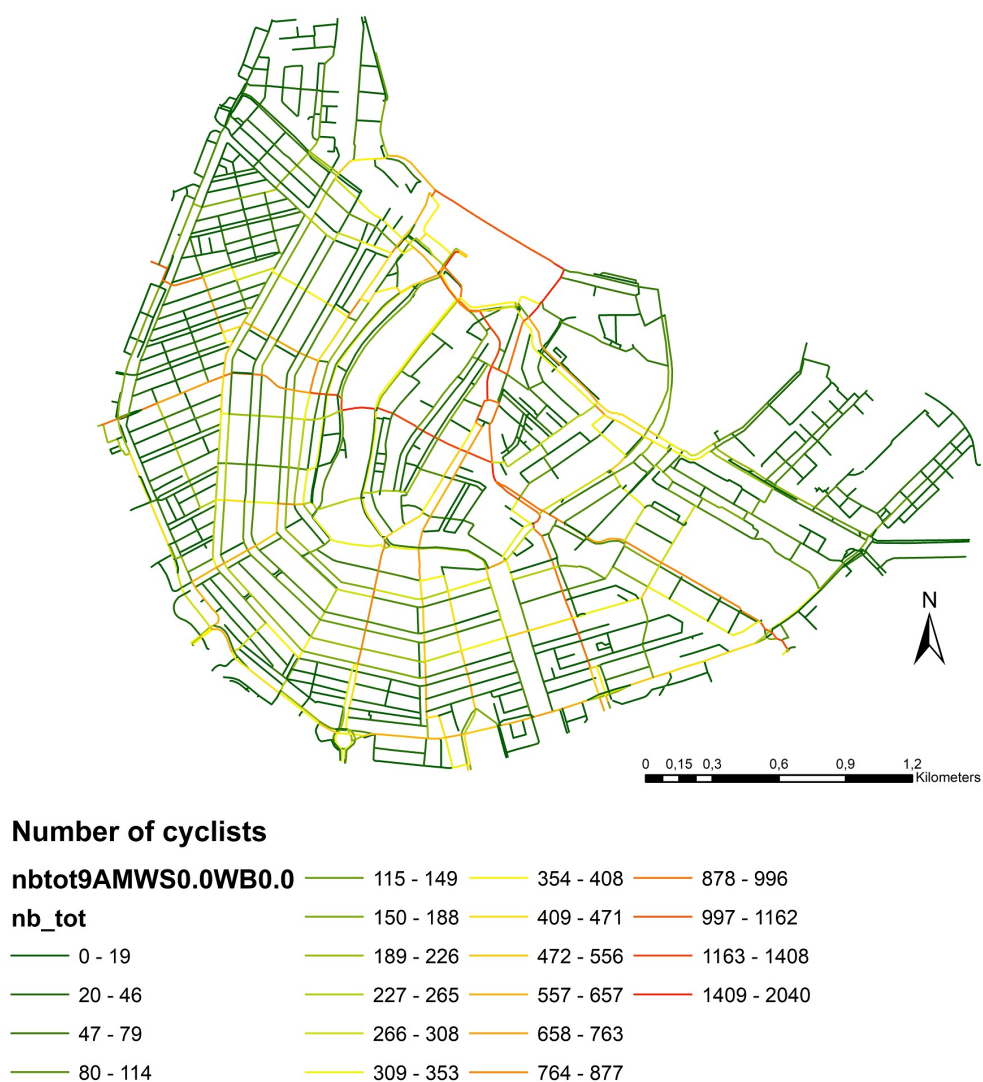 N
0 0,15 0,3 0,6 0,9 1,2
Kilometers
Number of cyclists
nbtot9AMWS0.0WB0.0
nb_tot
0 - 19
20 - 46
47 - 79
80 - 114
115 - 149
150 - 188
189 - 226
227 - 265
266 - 308
309 - 353
354 - 408
409 - 471
472 - 556
557 - 657
658 - 763
764 - 877
878 - 996
997 - 1162
1163 - 1408
1409 - 2040